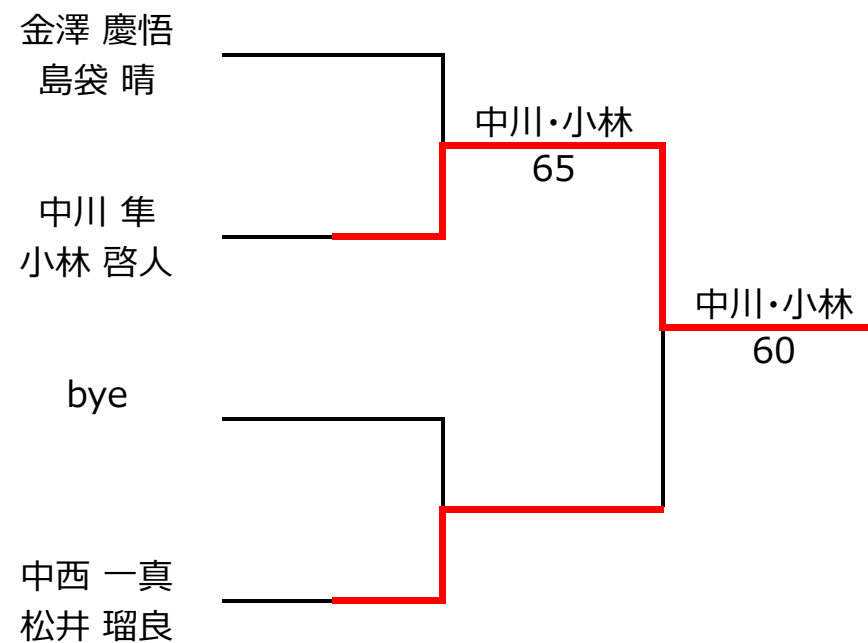 金澤 慶悟
島袋 晴
中川・小林
65
中川 隼
小林 啓人
中川・小林
60
bye
中西 一真
松井 瑠良